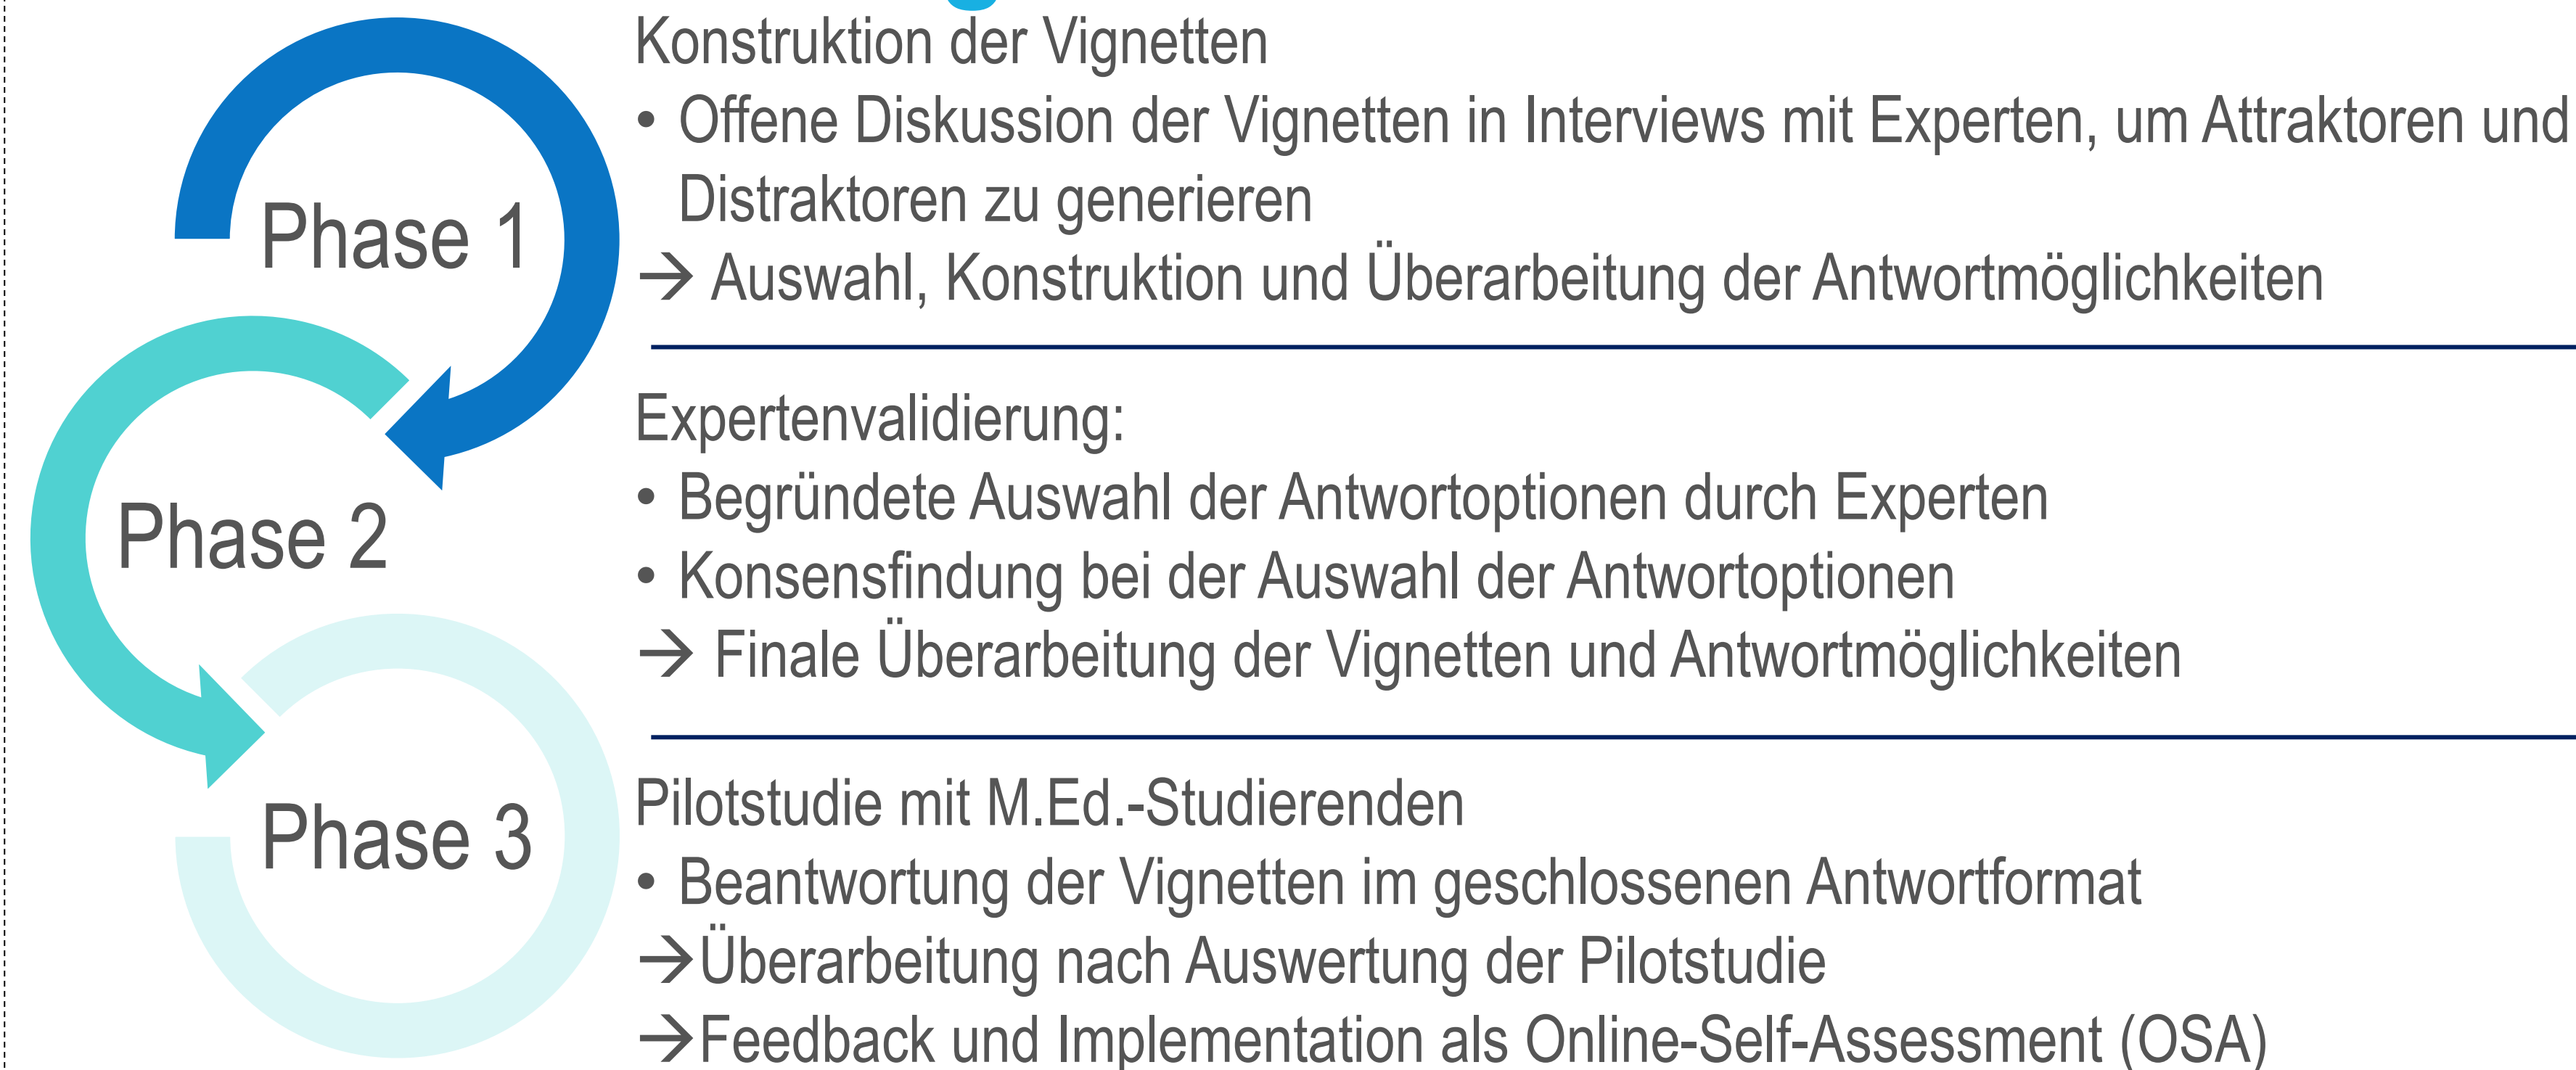 Konstruktion der Vignetten
• Offene Diskussion der Vignetten in Interviews mit Experten, um Attraktoren und
Distraktoren zu generieren
→ Auswahl, Konstruktion und Überarbeitung der Antwortmöglichkeiten
Phase 1
Expertenvalidierung:
• Begründete Auswahl der Antwortoptionen durch Experten
• Konsensfindung bei der Auswahl der Antwortoptionen
→ Finale Überarbeitung der Vignetten und Antwortmöglichkeiten
Phase 2
Pilotstudie mit M.Ed.-Studierenden
• Beantwortung der Vignetten im geschlossenen Antwortformat
→Überarbeitung nach Auswertung der Pilotstudie
→Feedback und Implementation als Online-Self-Assessment (OSA)
Phase 3